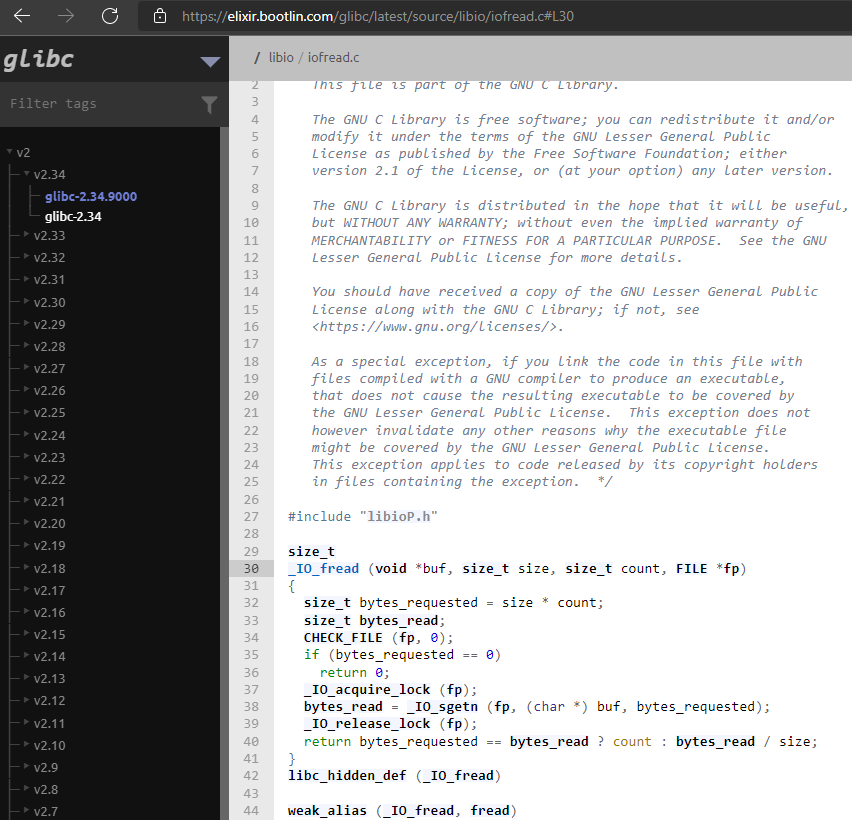 https://elixir.bootlin.com/glibc/latest/source/libio/iofread.c#L30
glibc
/ libio / iofread.c
Filter tags
v2
v2.34
glibc-2.34.9000
glibc-2.34
v2.33
v2.32
v2.31
v2.30
v2.29
v2.28
v2.27
v2.26
v2.25
v2.24
v2.23
v2.22
v2.21
v2.20
v2.19
v2.18
v2.17
v2.16
v2.15
v2.14
v2.13
v2.12
v2.11
v2.10
v2.9
v2.8
v2.7
2 This file is part of the GNU C Library.
3
4 The GNU C Library is free software; you can redistribute it and/or
5 modify it under the terms of the GNU Lesser General Public
6 License as published by the Free Software Foundation; either
7 version 2.1 of the License, or (at your option) any later version.
8
9 The GNU C Library is distributed in the hope that it will be useful,
10 but WITHOUT ANY WARRANTY; without even the implied warranty of
11 MERCHANTABILITY or FITNESS FOR A PARTICULAR PURPOSE.  See the GNU
12 Lesser General Public License for more details.
13
14 You should have received a copy of the GNU Lesser General Public
15 License along with the GNU C Library; if not, see
16 <https://www.gnu.org/licenses/>.
17
18 As a special exception, if you link the code in this file with
19 files compiled with a GNU compiler to produce an executable,
20 that does not cause the resulting executable to be covered by
21 the GNU Lesser General Public License.  This exception does not
22 however invalidate any other reasons why the executable file
23 might be covered by the GNU Lesser General Public License.
24 This exception applies to code released by its copyright holders
25 in files containing the exception.  */
26
27 #include "libioP.h"
28
29 size_t
30 _IO_fread (void *buf, size_t size, size_t count, FILE *fp)
31 {
32   size_t bytes_requested = size * count;
33   size_t bytes_read;
34   CHECK_FILE (fp, 0);
35   if (bytes_requested == 0)
36     return 0;
37   _IO_acquire_lock (fp);
38   bytes_read = _IO_sgetn (fp, (char *) buf, bytes_requested);
39   _IO_release_lock (fp);
40   return bytes_requested == bytes_read ? count : bytes_read / size;
41 }
42 libc_hidden_def (_IO_fread)
43
44 weak_alias (_IO_fread, fread)